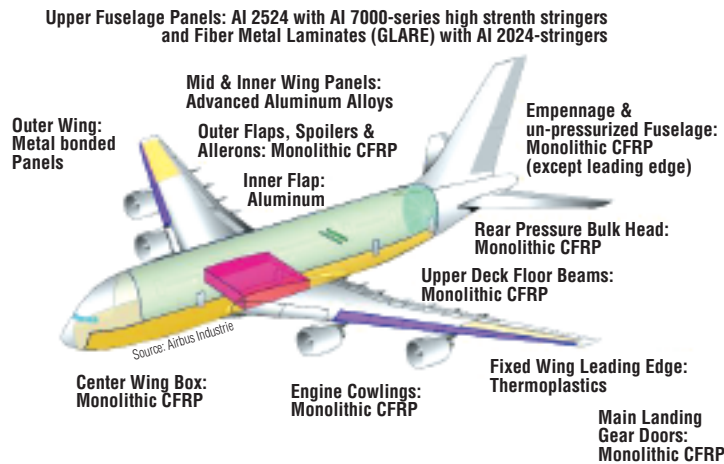 Upper Fuselage Panels: Al 2524 with Al 7000-series high strenth stringers
and Fiber Metal Laminates (GLARE) with Al 2024-stringers
Mid & Inner Wing Panels:
Advanced Aluminum Alloys
Outer Wing:
Metal bonded
Panels
Outer Flaps, Spoilers &
Allerons: Monolithic CFRP
Inner Flap:
Aluminum
Empennage &
un-pressurized Fuselage:
Monolithic CFRP
(except leading edge)
Rear Pressure Bulk Head:
Monolithic CFRP
Upper Deck Floor Beams:
Monolithic CFRP
Source: Airbus Industrie
Center Wing Box:
Monolithic CFRP
Engine Cowlings:
Monolithic CFRP
Fixed Wing Leading Edge:
Thermoplastics
Main Landing
Gear Doors:
Monolithic CFRP